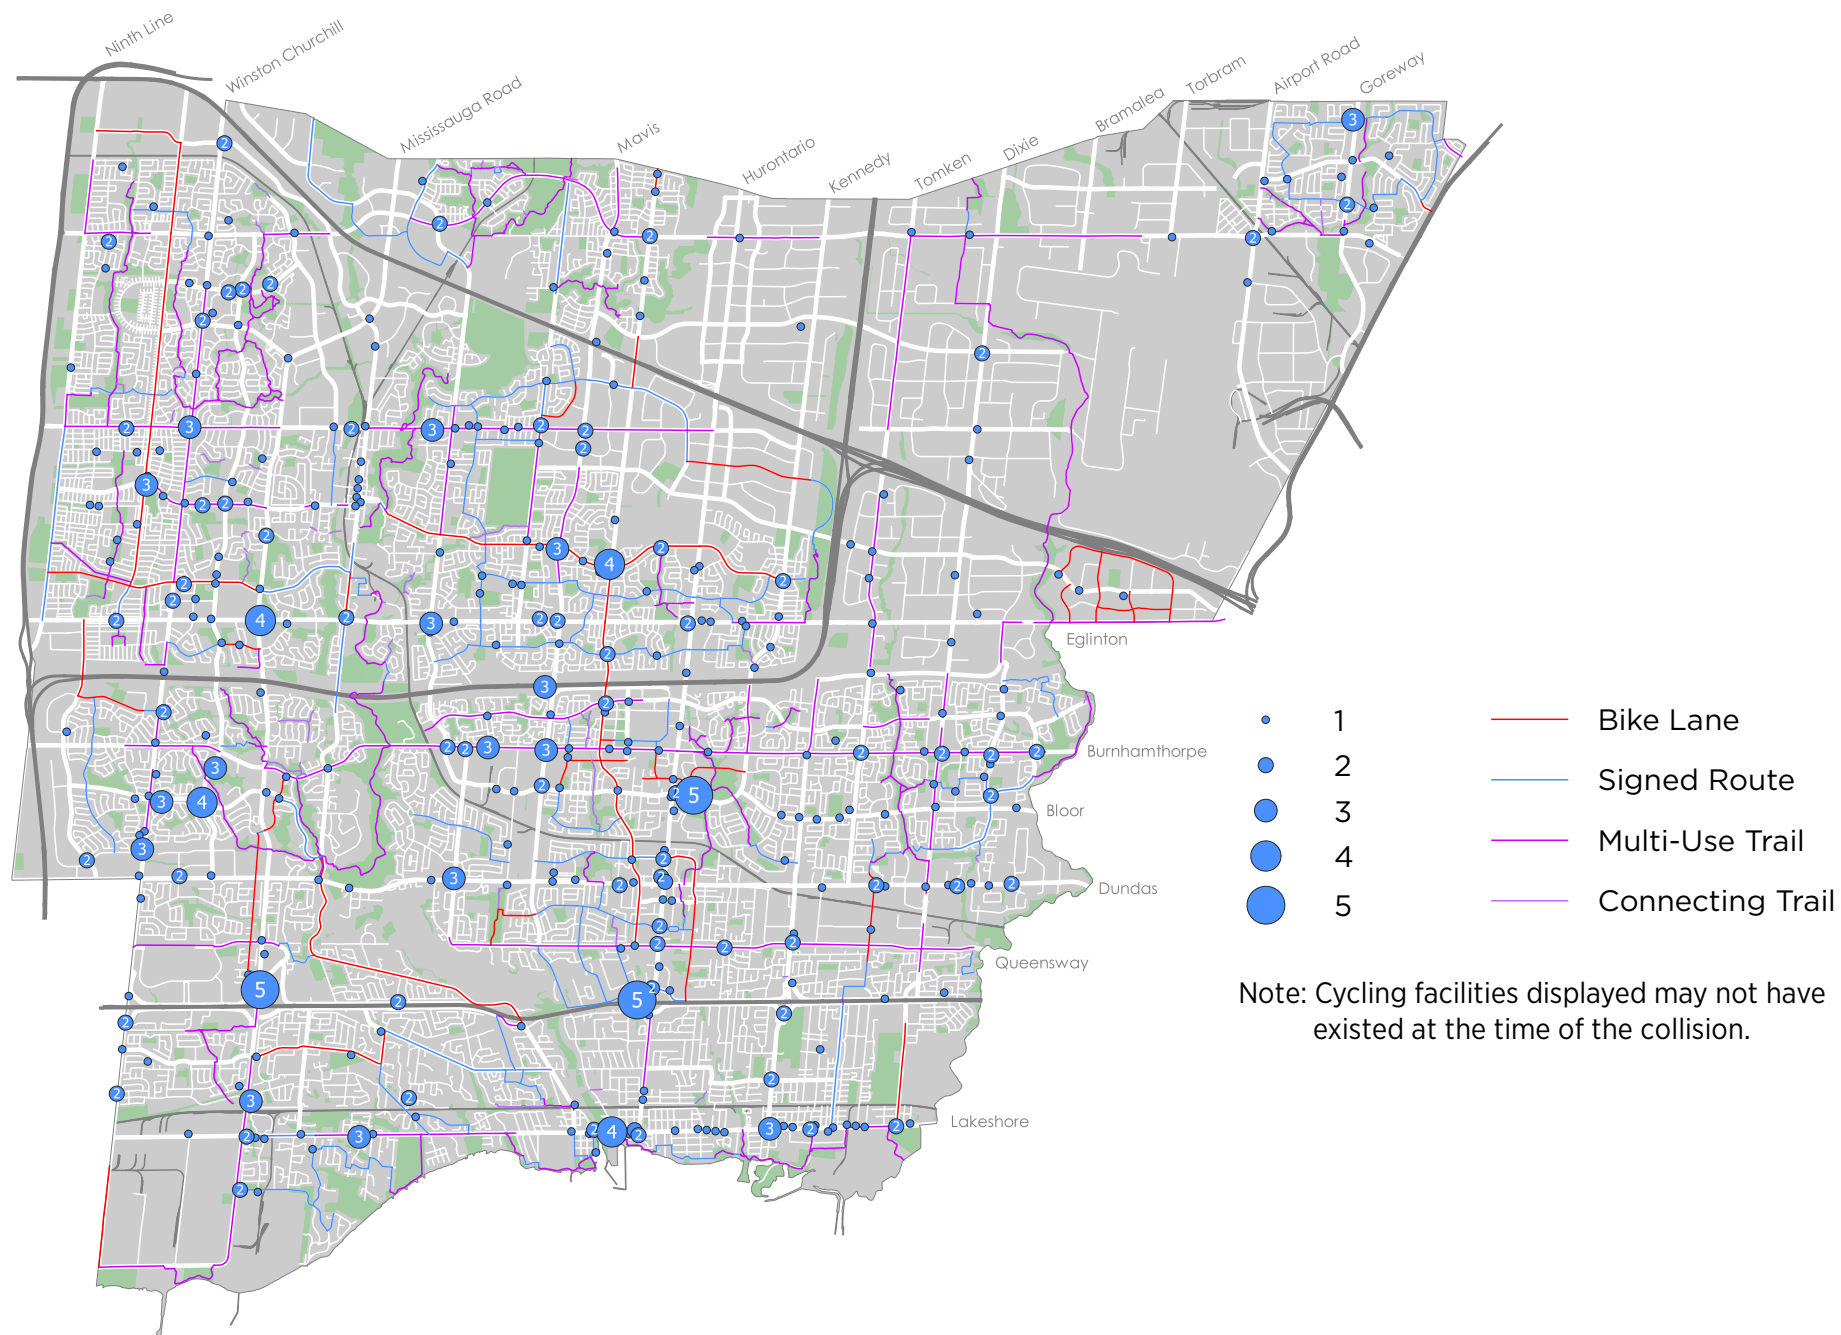 Ninth Line
Winston Churchill
Mississauga Road
Mavis
Hurontario
Kennedy
Tomken
Dixie
Bramalea
Torbram
Airport Road
Goreway
Eglinton
Burnhamthorpe
Bloor
Dundas
Queensway
Lakeshore
1
2
3
4
5
Bike Lane
Signed Route
Multi-Use Trail
Connecting Trail
Note: Cycling facilities displayed may not have
existed at the time of the collision.